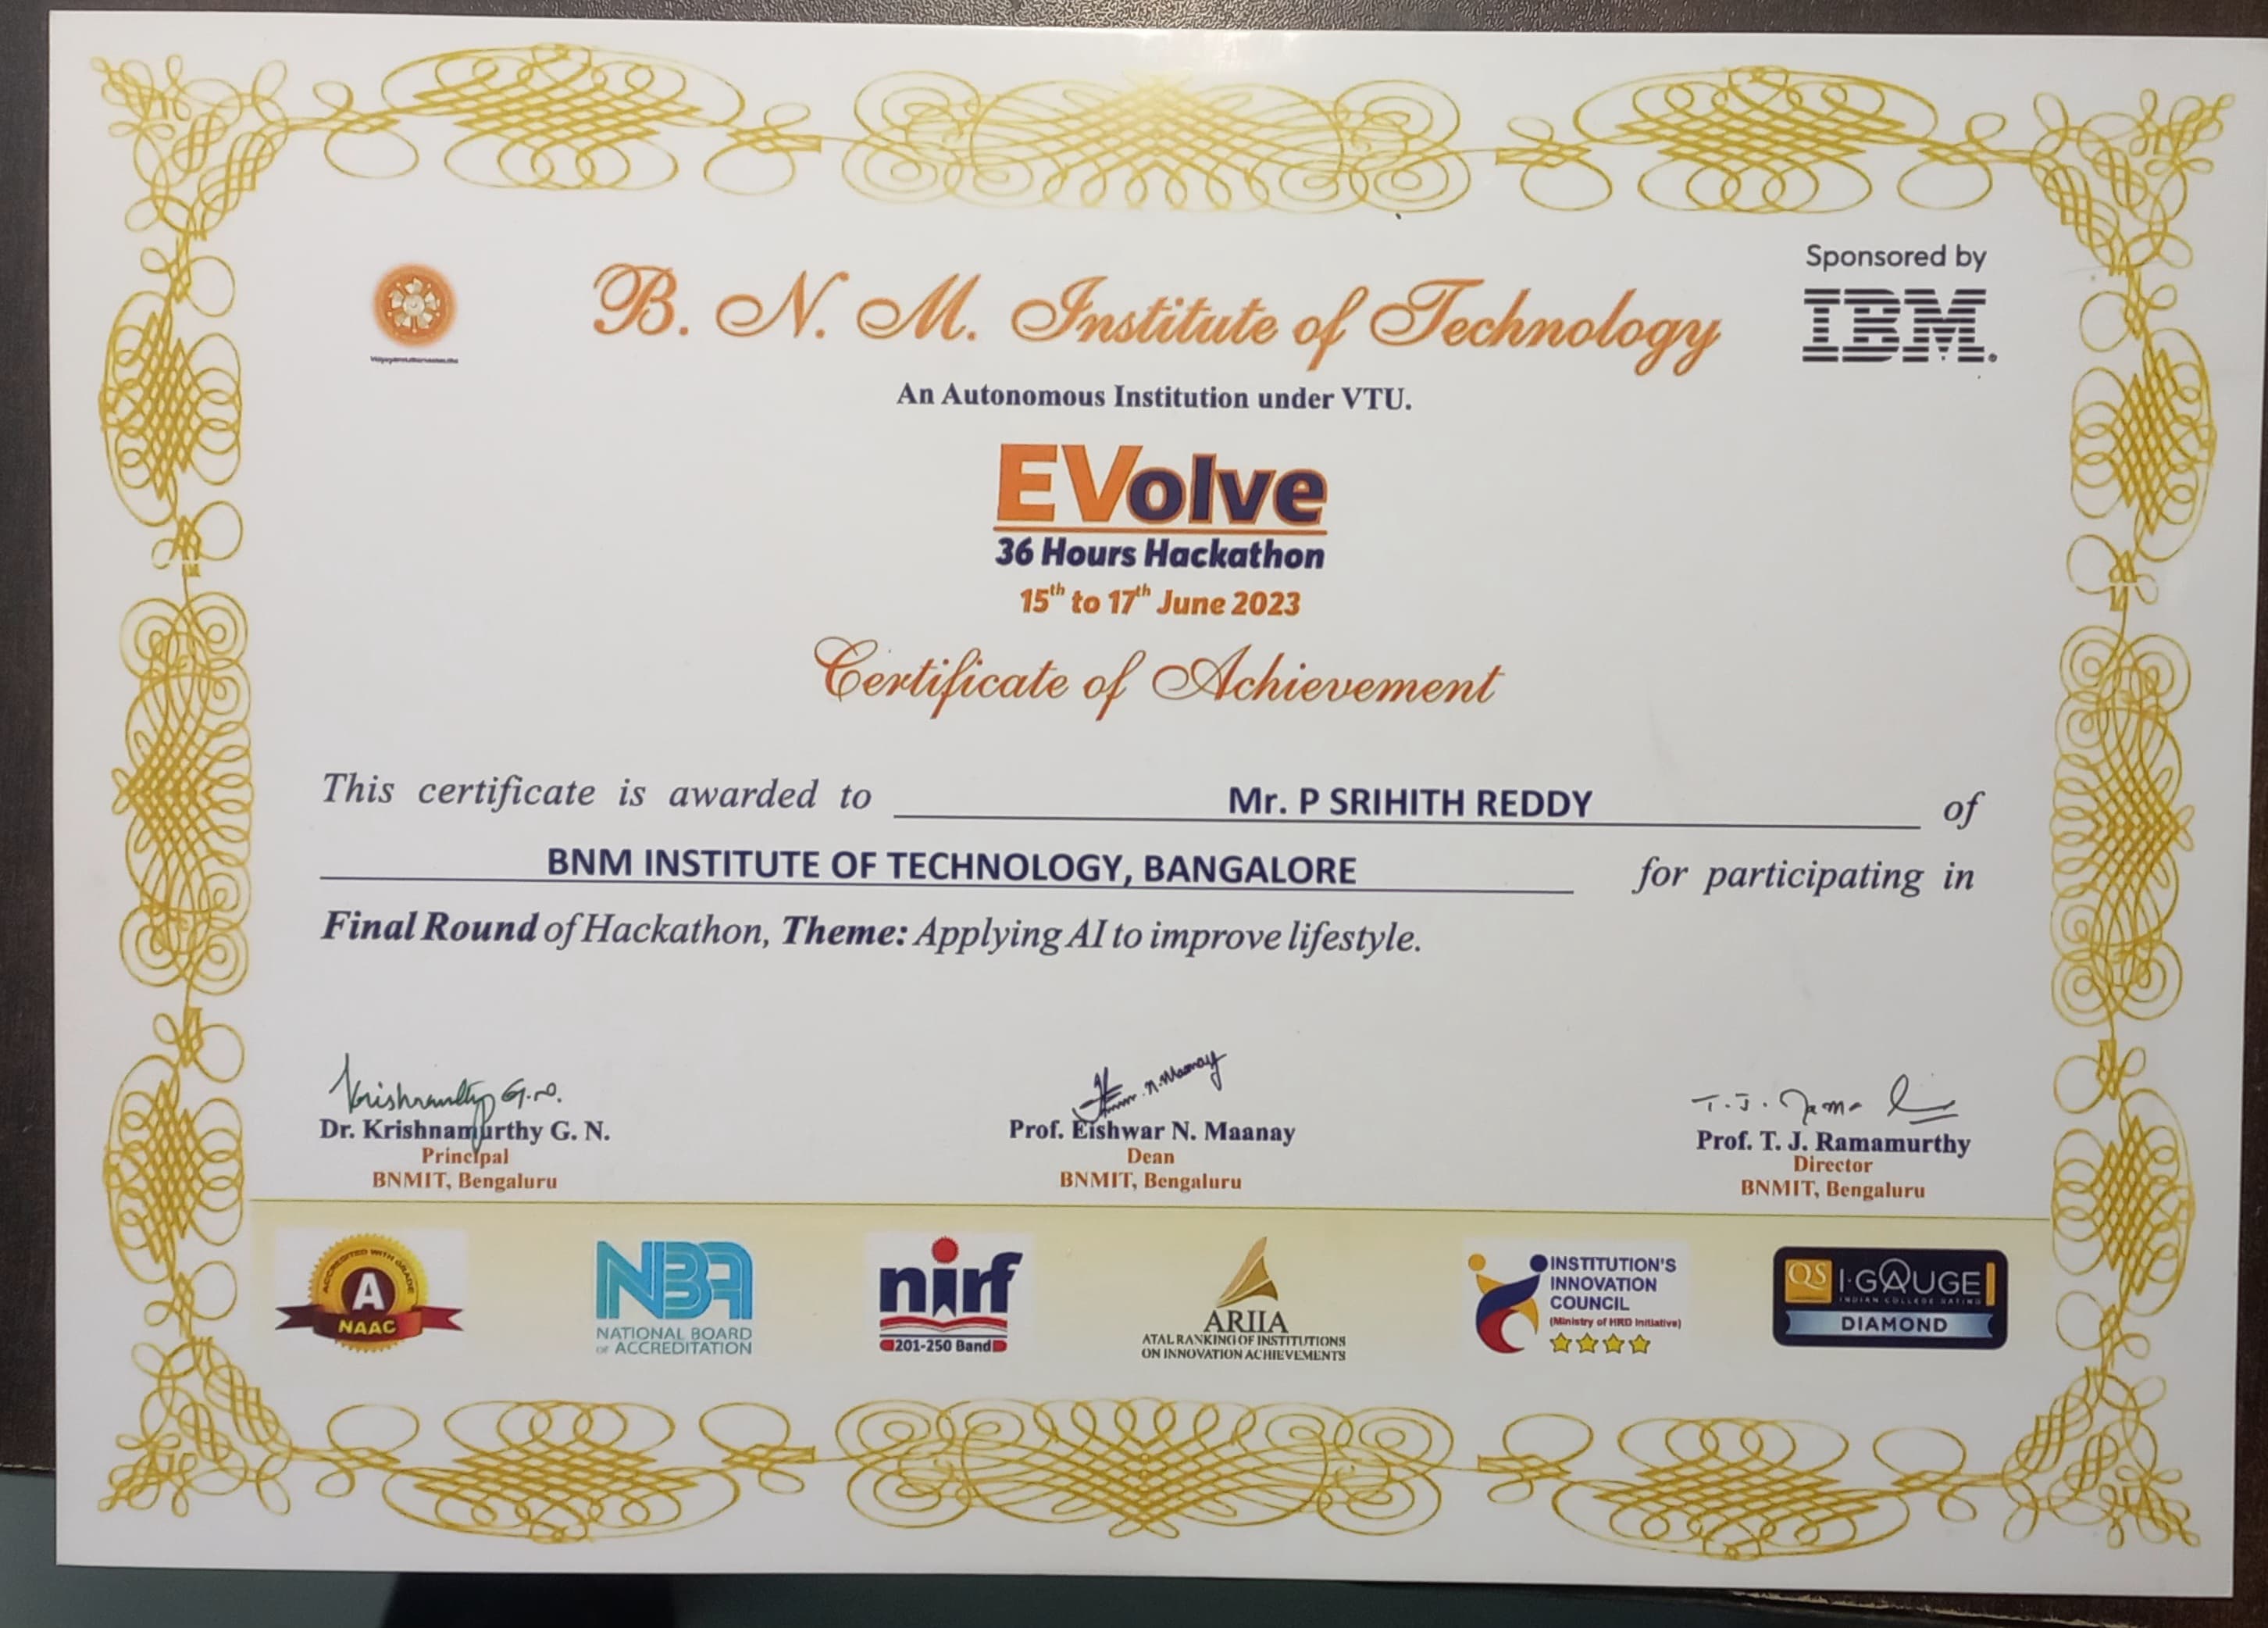 Sponsored by
IBM
B. N. M. Institute of Technology
An Autonomous Institution under VTU.
EVolve
36 Hours Hackathon
15th to 17th June 2023
Certificate of Achievement
This certificate is awarded to Mr. P SRIHITH REDDY of
BNM INSTITUTE OF TECHNOLOGY, BANGALORE for participating in
Final Round of Hackathon, Theme: Applying AI to improve lifestyle.
Krishnamurthy G.N.
Dr. Krishnamurthy G. N.
Principal
BNMIT, Bengaluru
N. Maanay
Prof. Eishwar N. Maanay
Dean
BNMIT, Bengaluru
T. J. Rama
Prof. T. J. Ramamurthy
Director
BNMIT, Bengaluru
ACCREDITED WITH GRADE
A
NAAC
NBA
NATIONAL BOARD
OF ACCREDITATION
nirf
201-250 Band
ARIIA
ATAL RANKING OF INSTITUTIONS
ON INNOVATION ACHIEVEMENTS
INSTITUTION'S
INNOVATION
COUNCIL
(Ministry of HRD Initiative)
QS I·GAUGE
INDIAN COLLEGE RATING
DIAMOND